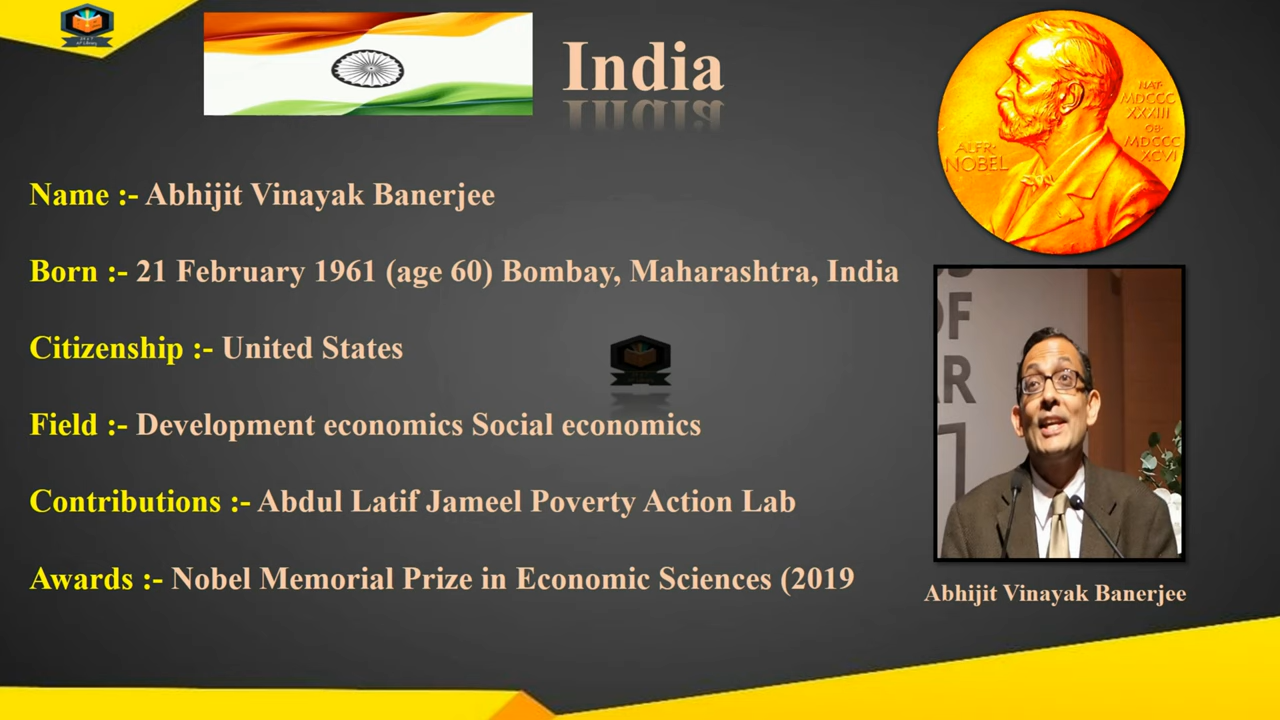 India
ALFR·
NOBEL
NAT·
MDCCC
XXXIII
OB·
MDCCC
XCVI
Name :- Abhijit Vinayak Banerjee
Born :- 21 February 1961 (age 60) Bombay, Maharashtra, India
Citizenship :- United States
Field :- Development economics Social economics
Contributions :- Abdul Latif Jameel Poverty Action Lab
Awards :- Nobel Memorial Prize in Economic Sciences (2019
OF
AR
Abhijit Vinayak Banerjee